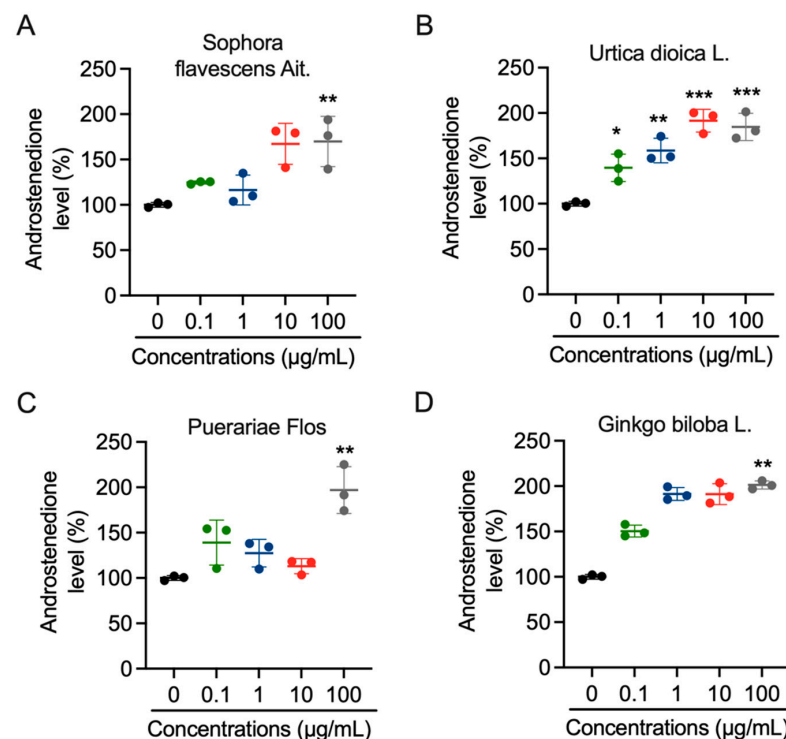 A
Sophora
flavescens Ait.
Androstenedione
level (%)
250
200
150
100
50
0
**
0 0.1 1 10 100
Concentrations (µg/mL)
B
Urtica dioica L.
Androstenedione
level (%)
250
200
150
100
50
0
* ** *** ***
0 0.1 1 10 100
Concentrations (µg/mL)
C
Puerariae Flos
Androstenedione
level (%)
250
200
150
100
50
0
**
0 0.1 1 10 100
Concentrations (µg/mL)
D
Ginkgo biloba L.
Androstenedione
level (%)
250
200
150
100
50
0
**
0 0.1 1 10 100
Concentrations (µg/mL)